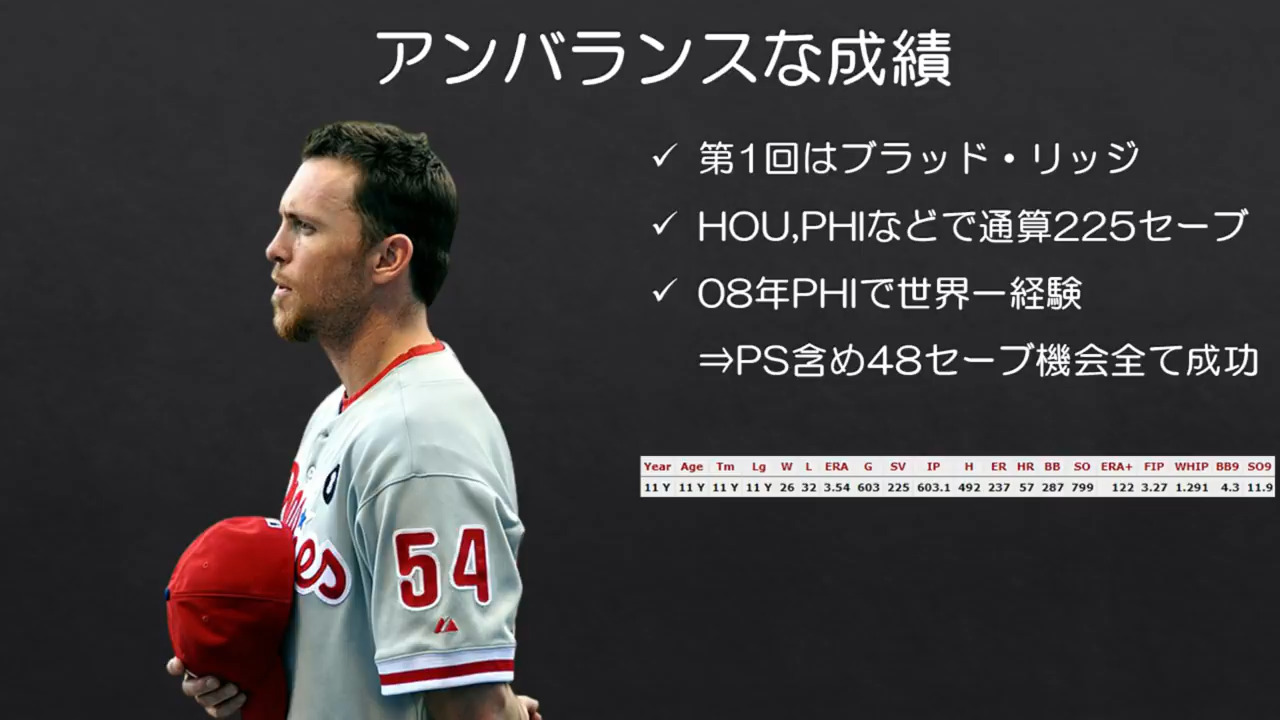 アンバランスな成績
✓ 第1回はブラッド・リッジ
✓ HOU,PHIなどで通算225セーブ
✓ 08年PHIで世界一経験
⇒PS含め48セーブ機会全て成功
Year Age Tm Lg W L ERA G SV IP H ER HR BB SO ERA+ FIP WHIP BB9 SO9
11 Y 11 Y 11 Y 11 Y 26 32 3.54 603 225 603.1 492 237 57 287 799 122 3.27 1.291 4.3 11.9
54